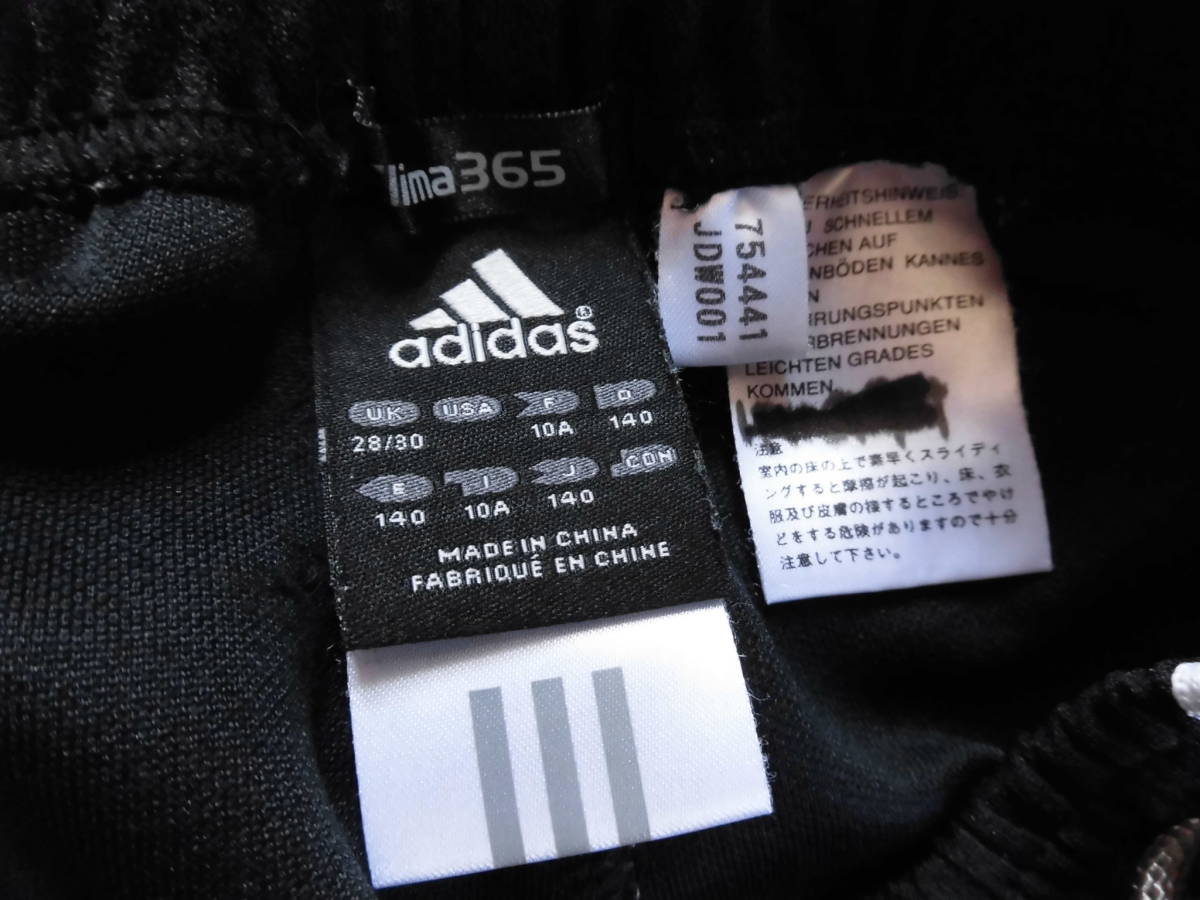 lima365
adidas®
UK USA F D
28/30 10A 140
E I J CON
140 10A 140
MADE IN CHINA
FABRIQUÉ EN CHINE
754441
JDW001
ERHEITSHINWEIS
SCHNELLEM
CHEN AUF
NBÖDEN KANNES
N
HRUNGSPUNKTEN
RBRENNUNGEN
LEICHTEN GRADES
KOMMEN
注意
室内の床の上で素早くスライディ
ングすると摩擦が起こり、床、衣
服及び皮膚の接するところでやけ
どをする危険がありますので十分
注意して下さい。